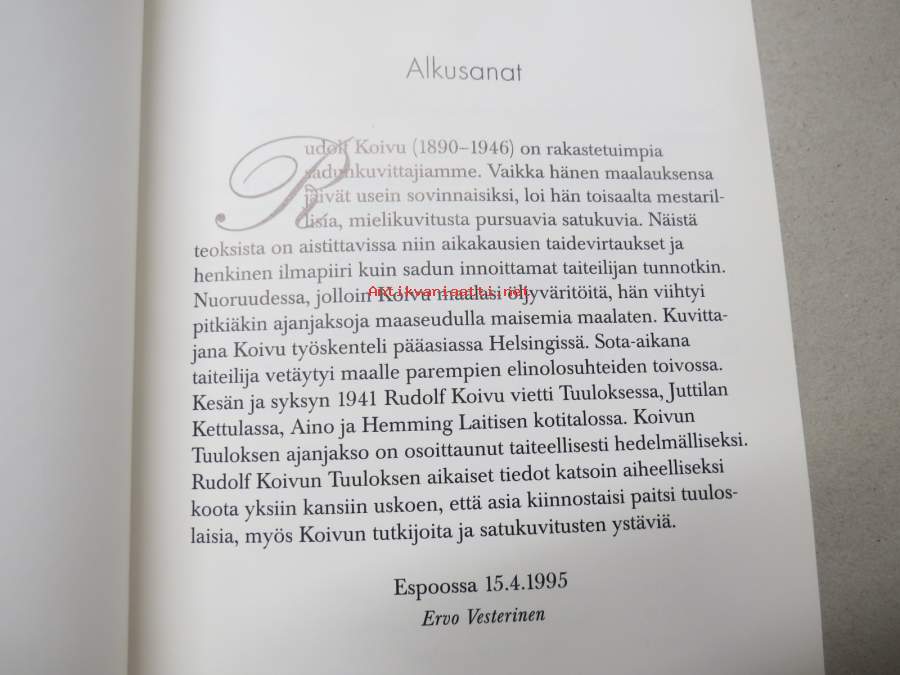 Alkusanat
Rudolf Koivu (1890–1946) on rakastetuimpia
satukuvittajiamme. Vaikka hänen maalauksensa
jäivät usein sovinnaisiksi, loi hän toisaalta mestaril-
lisia, mielikuvitusta pursuavia satukuvia. Näistä
teoksista on aistittavissa niin aikakausien taidevirtaukset ja
henkinen ilmapiiri kuin sadun innoittamat taiteilijan tunnotkin.
Nuoruudessa, jolloin Koivu maalasi öljyväritöitä, hän viihtyi
Antikvariaatti.net
pitkiäkin ajanjaksoja maaseudulla maisemia maalaten. Kuvitta-
jana Koivu työskenteli pääasiassa Helsingissä. Sota-aikana
taiteilija vetäytyi maalle parempien elinolosuhteiden toivossa.
Kesän ja syksyn 1941 Rudolf Koivu vietti Tuuloksessa, Juttilan
Kettulassa, Aino ja Hemming Laitisen kotitalossa. Koivun
Tuuloksen ajanjakso on osoittaunut taiteellisesti hedelmälliseksi.
Rudolf Koivun Tuuloksen aikaiset tiedot katsoin aiheelliseksi
koota yksiin kansiin uskoen, että asia kiinnostaisi paitsi tuulos-
laisia, myös Koivun tutkijoita ja satukuvitusten ystäviä.
Espoossa 15.4.1995
Ervo Vesterinen